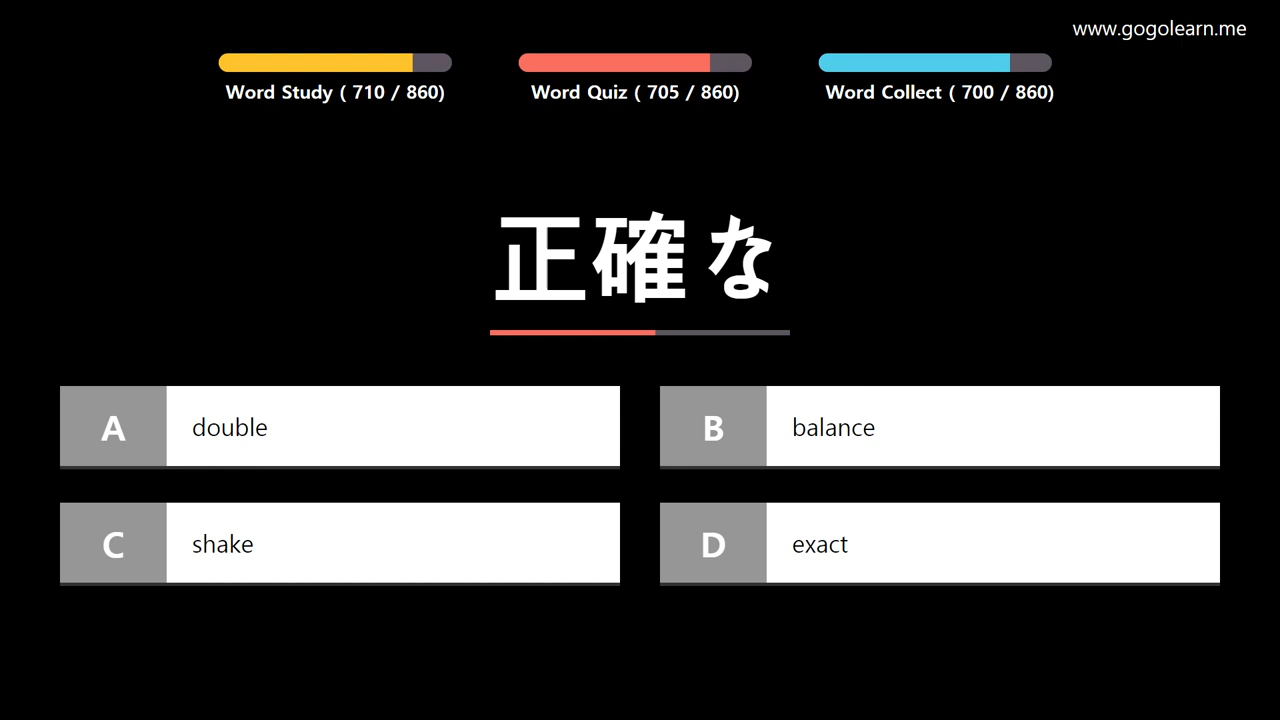 www.gogolearn.me
Word Study ( 710 / 860)
Word Quiz ( 705 / 860)
Word Collect ( 700 / 860)
正確な
A double
B balance
C shake
D exact